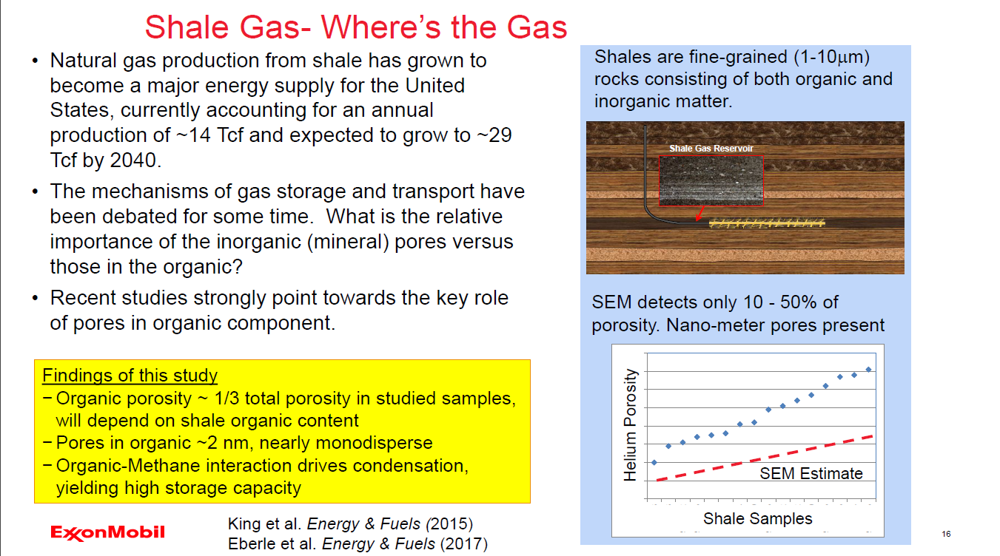 Shale Gas- Where's the Gas
• Natural gas production from shale has grown to
become a major energy supply for the United
States, currently accounting for an annual
production of ~14 Tcf and expected to grow to ~29
Tcf by 2040.
• The mechanisms of gas storage and transport have
been debated for some time.  What is the relative
importance of the inorganic (mineral) pores versus
those in the organic?
• Recent studies strongly point towards the key role
of pores in organic component.
Findings of this study
− Organic porosity ~ 1/3 total porosity in studied samples,
will depend on shale organic content
− Pores in organic ~2 nm, nearly monodisperse
− Organic-Methane interaction drives condensation,
yielding high storage capacity
ExxonMobil
King et al. Energy & Fuels (2015)
Eberle et al. Energy & Fuels (2017)
Shales are fine-grained (1-10μm)
rocks consisting of both organic and
inorganic matter.
Shale Gas Reservoir
SEM detects only 10 - 50% of
porosity. Nano-meter pores present
Helium Porosity
SEM Estimate
Shale Samples
16